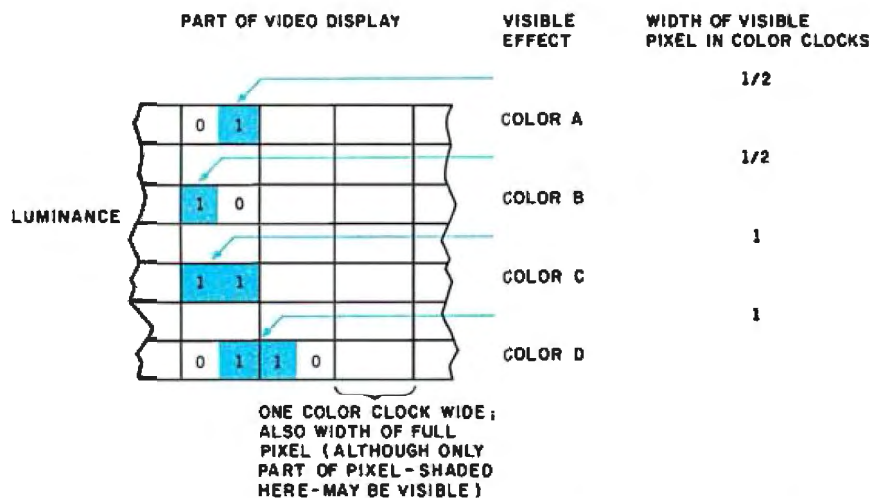 PART OF VIDEO DISPLAY
VISIBLE EFFECT
WIDTH OF VISIBLE PIXEL IN COLOR CLOCKS
LUMINANCE
0 1
COLOR A
1/2
1 0
COLOR B
1/2
1 1
COLOR C
1
0 1 1 0
COLOR D
1
ONE COLOR CLOCK WIDE;
ALSO WIDTH OF FULL
PIXEL (ALTHOUGH ONLY
PART OF PIXEL-SHADED
HERE-MAY BE VISIBLE)